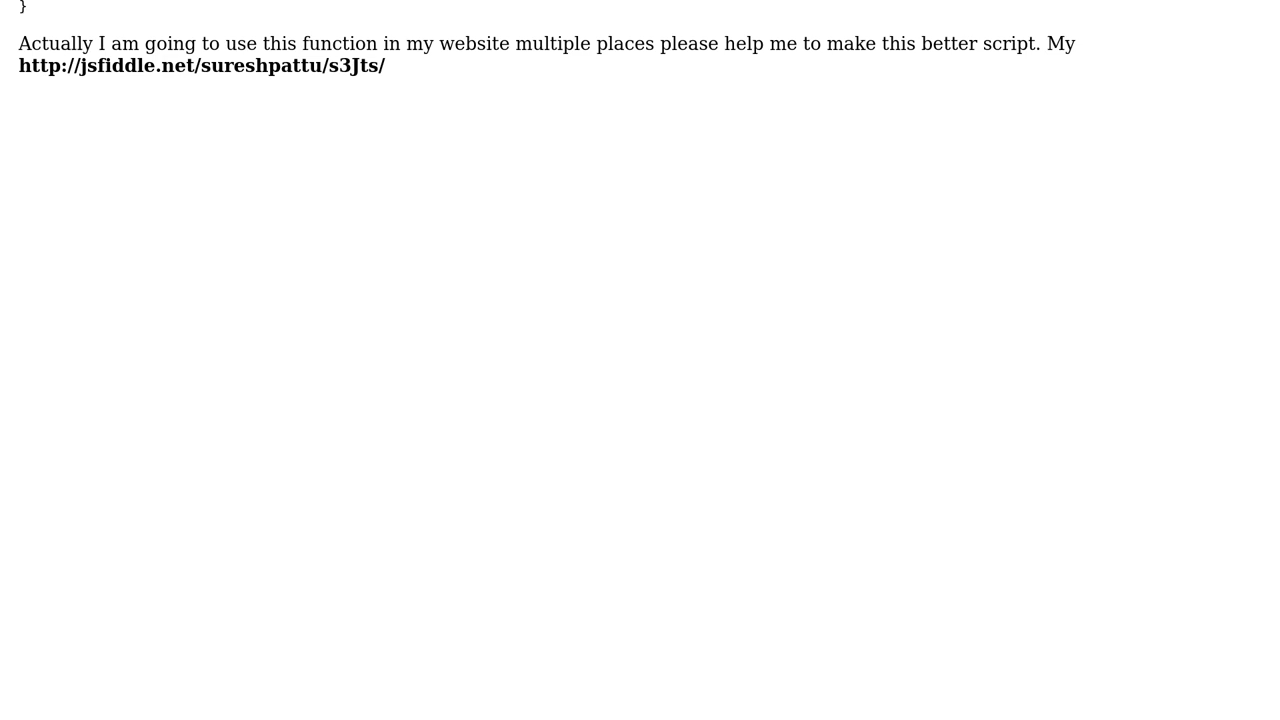 }
Actually I am going to use this function in my website multiple places please help me to make this better script. My
http://jsfiddle.net/sureshpattu/s3Jts/